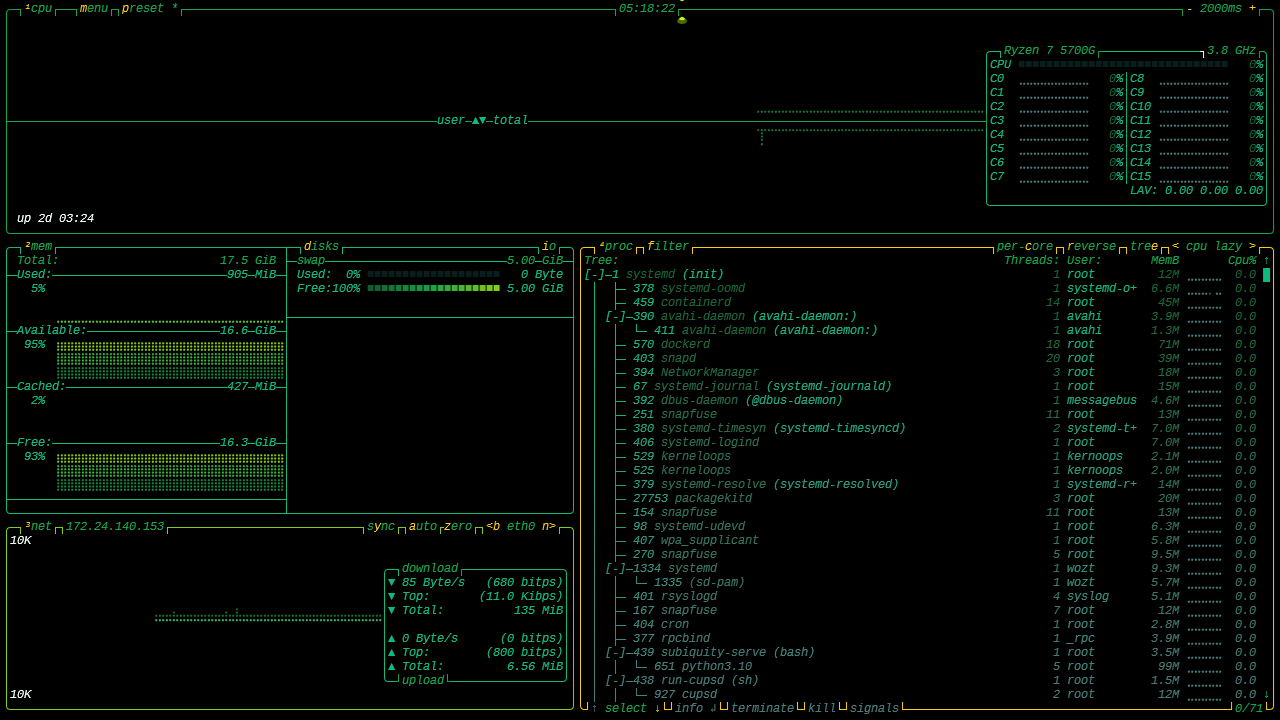 ¹cpu menu preset * 05:18:22 - 2000ms +
Ryzen 7 5700G 3.8 GHz
CPU 0%
C0 0% C8 0%
C1 0% C9 0%
C2 0% C10 0%
C3 0% C11 0%
C4 0% C12 0%
C5 0% C13 0%
C6 0% C14 0%
C7 0% C15 0%
LAV: 0.00 0.00 0.00
user ▲▼ total
up 2d 03:24
²mem
Total: 17.5 GiB
Used: 905 MiB
5%
Available: 16.6 GiB
95%
Cached: 427 MiB
2%
Free: 16.3 GiB
93%
disks io
swap 5.00 GiB
Used: 0% 0 Byte
Free:100% 5.00 GiB
³net 172.24.140.153 sync auto zero <b eth0 n>
10K
download
▼ 85 Byte/s (680 bitps)
▼ Top: (11.0 Kibps)
▼ Total: 135 MiB
▲ 0 Byte/s (0 bitps)
▲ Top: (800 bitps)
▲ Total: 6.56 MiB
upload
10K
⁴proc filter per-core reverse tree < cpu lazy >
Tree: Threads: User: MemB Cpu% ↑
[-]─1 systemd (init) 1 root 12M 0.0
├─ 378 systemd-oomd 1 systemd-o+ 6.6M 0.0
├─ 459 containerd 14 root 45M 0.0
[-]─390 avahi-daemon (avahi-daemon:) 1 avahi 3.9M 0.0
└─ 411 avahi-daemon (avahi-daemon:) 1 avahi 1.3M 0.0
├─ 570 dockerd 18 root 71M 0.0
├─ 403 snapd 20 root 39M 0.0
├─ 394 NetworkManager 3 root 18M 0.0
├─ 67 systemd-journal (systemd-journald) 1 root 15M 0.0
├─ 392 dbus-daemon (@dbus-daemon) 1 messagebus 4.6M 0.0
├─ 251 snapfuse 11 root 13M 0.0
├─ 380 systemd-timesyn (systemd-timesyncd) 2 systemd-t+ 7.0M 0.0
├─ 406 systemd-logind 1 root 7.0M 0.0
├─ 529 kerneloops 1 kernoops 2.1M 0.0
├─ 525 kerneloops 1 kernoops 2.0M 0.0
├─ 379 systemd-resolve (systemd-resolved) 1 systemd-r+ 14M 0.0
├─ 27753 packagekitd 3 root 20M 0.0
├─ 154 snapfuse 11 root 13M 0.0
├─ 98 systemd-udevd 1 root 6.3M 0.0
├─ 407 wpa_supplicant 1 root 5.8M 0.0
├─ 270 snapfuse 5 root 9.5M 0.0
[-]─1334 systemd 1 wozt 9.3M 0.0
└─ 1335 (sd-pam) 1 wozt 5.7M 0.0
├─ 401 rsyslogd 4 syslog 5.1M 0.0
├─ 167 snapfuse 7 root 12M 0.0
├─ 404 cron 1 root 2.8M 0.0
├─ 377 rpcbind 1 _rpc 3.9M 0.0
[-]─439 subiquity-serve (bash) 1 root 3.5M 0.0
└─ 651 python3.10 5 root 99M 0.0
[-]─438 run-cupsd (sh) 1 root 1.5M 0.0
└─ 927 cupsd 2 root 12M 0.0 ↓
↑ select ↓ info ↲ terminate kill signals 0/71